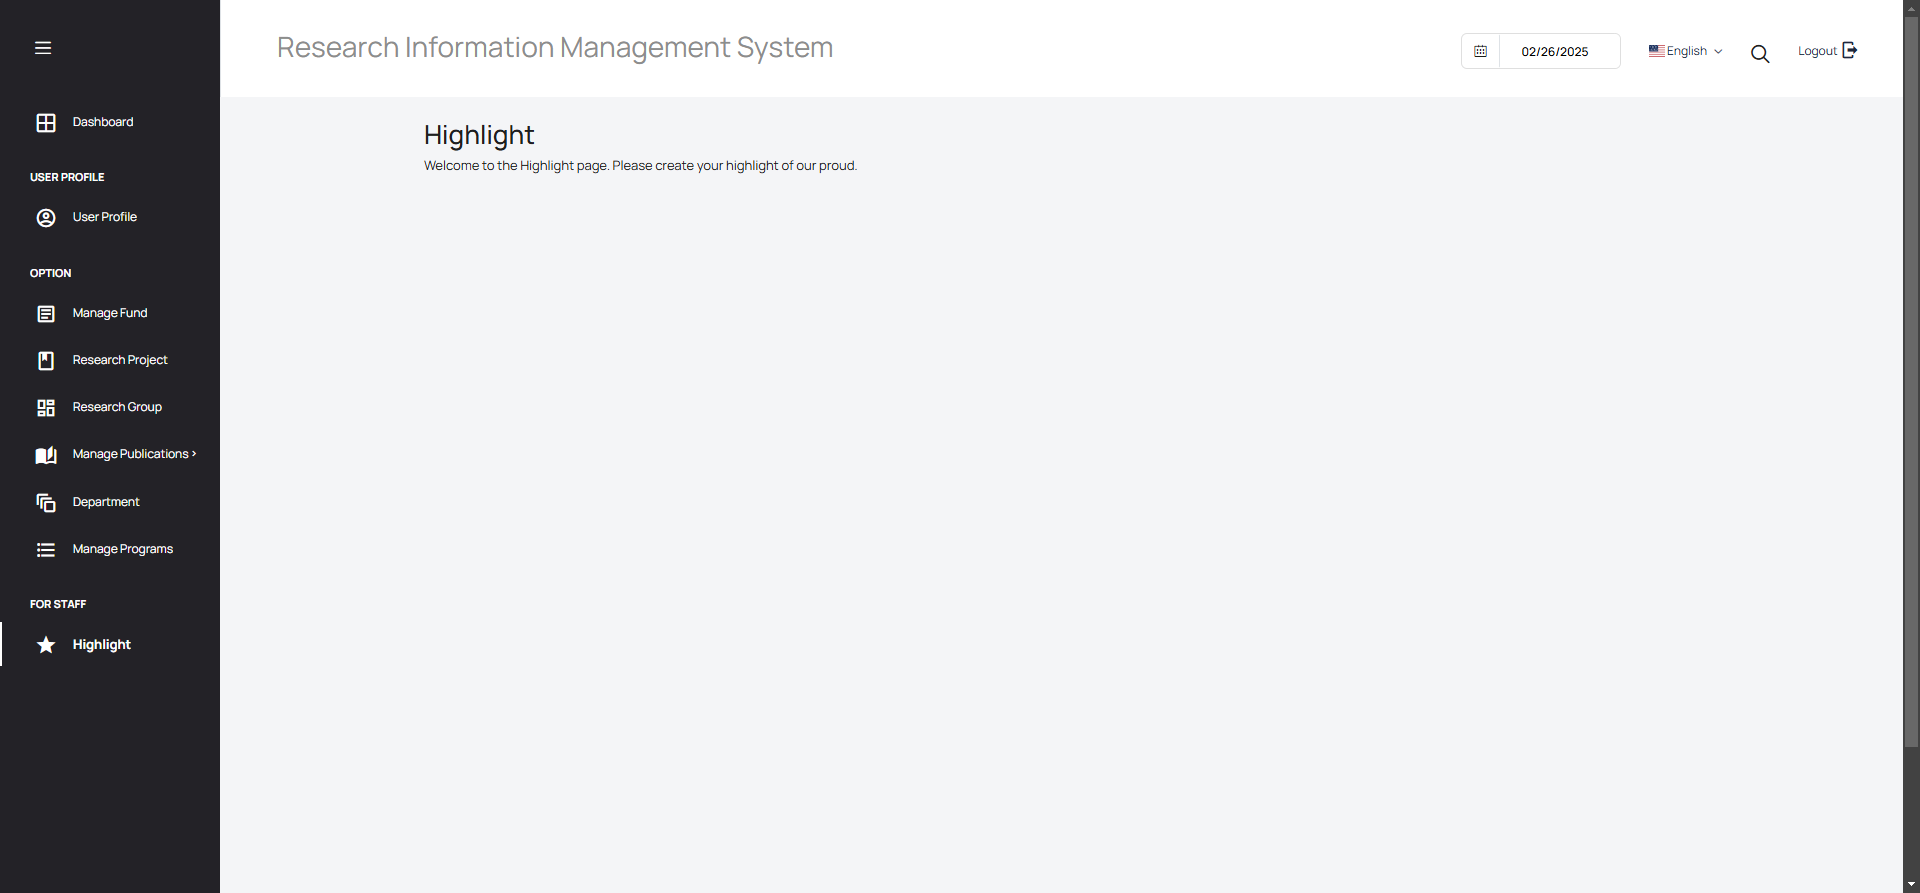 Research Information Management System
02/26/2025
English
Logout
Dashboard
USER PROFILE
User Profile
OPTION
Manage Fund
Research Project
Research Group
Manage Publications >
Department
Manage Programs
FOR STAFF
Highlight
Highlight
Welcome to the Highlight page. Please create your highlight of our proud.